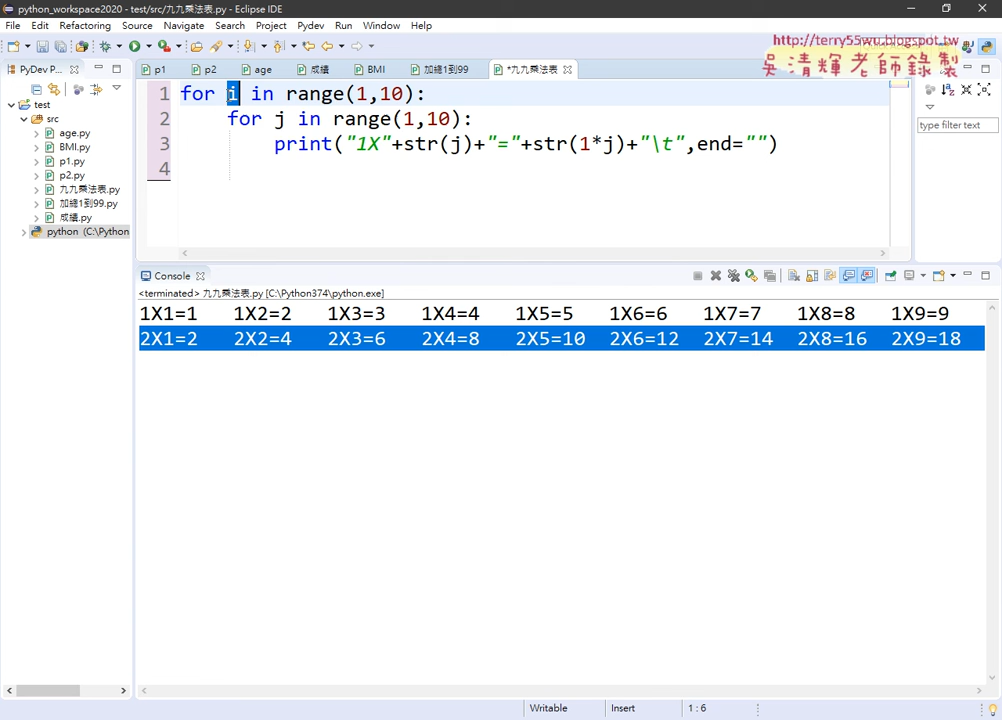 python_workspace2020 - test/src/九九乘法表.py - Eclipse IDE
File Edit Refactoring Source Navigate Search Project Pydev Run Window Help
http://terry55wu.blogspot.tw
吳清輝老師錄製
PyDev P...
p1
p2
age
成績
BMI
加總1到99
*九九乘法表
test
src
age.py
BMI.py
p1.py
p2.py
九九乘法表.py
加總1到99.py
成績.py
python (C:\Python
1 for i in range(1,10):
2 for j in range(1,10):
3 print("1X"+str(j)+"="+str(1*j)+"\t",end="")
4
type filter text
Console
<terminated> 九九乘法表.py [C:\Python374\python.exe]
1X1=1 1X2=2 1X3=3 1X4=4 1X5=5 1X6=6 1X7=7 1X8=8 1X9=9
2X1=2 2X2=4 2X3=6 2X4=8 2X5=10 2X6=12 2X7=14 2X8=16 2X9=18
Writable Insert 1 : 6